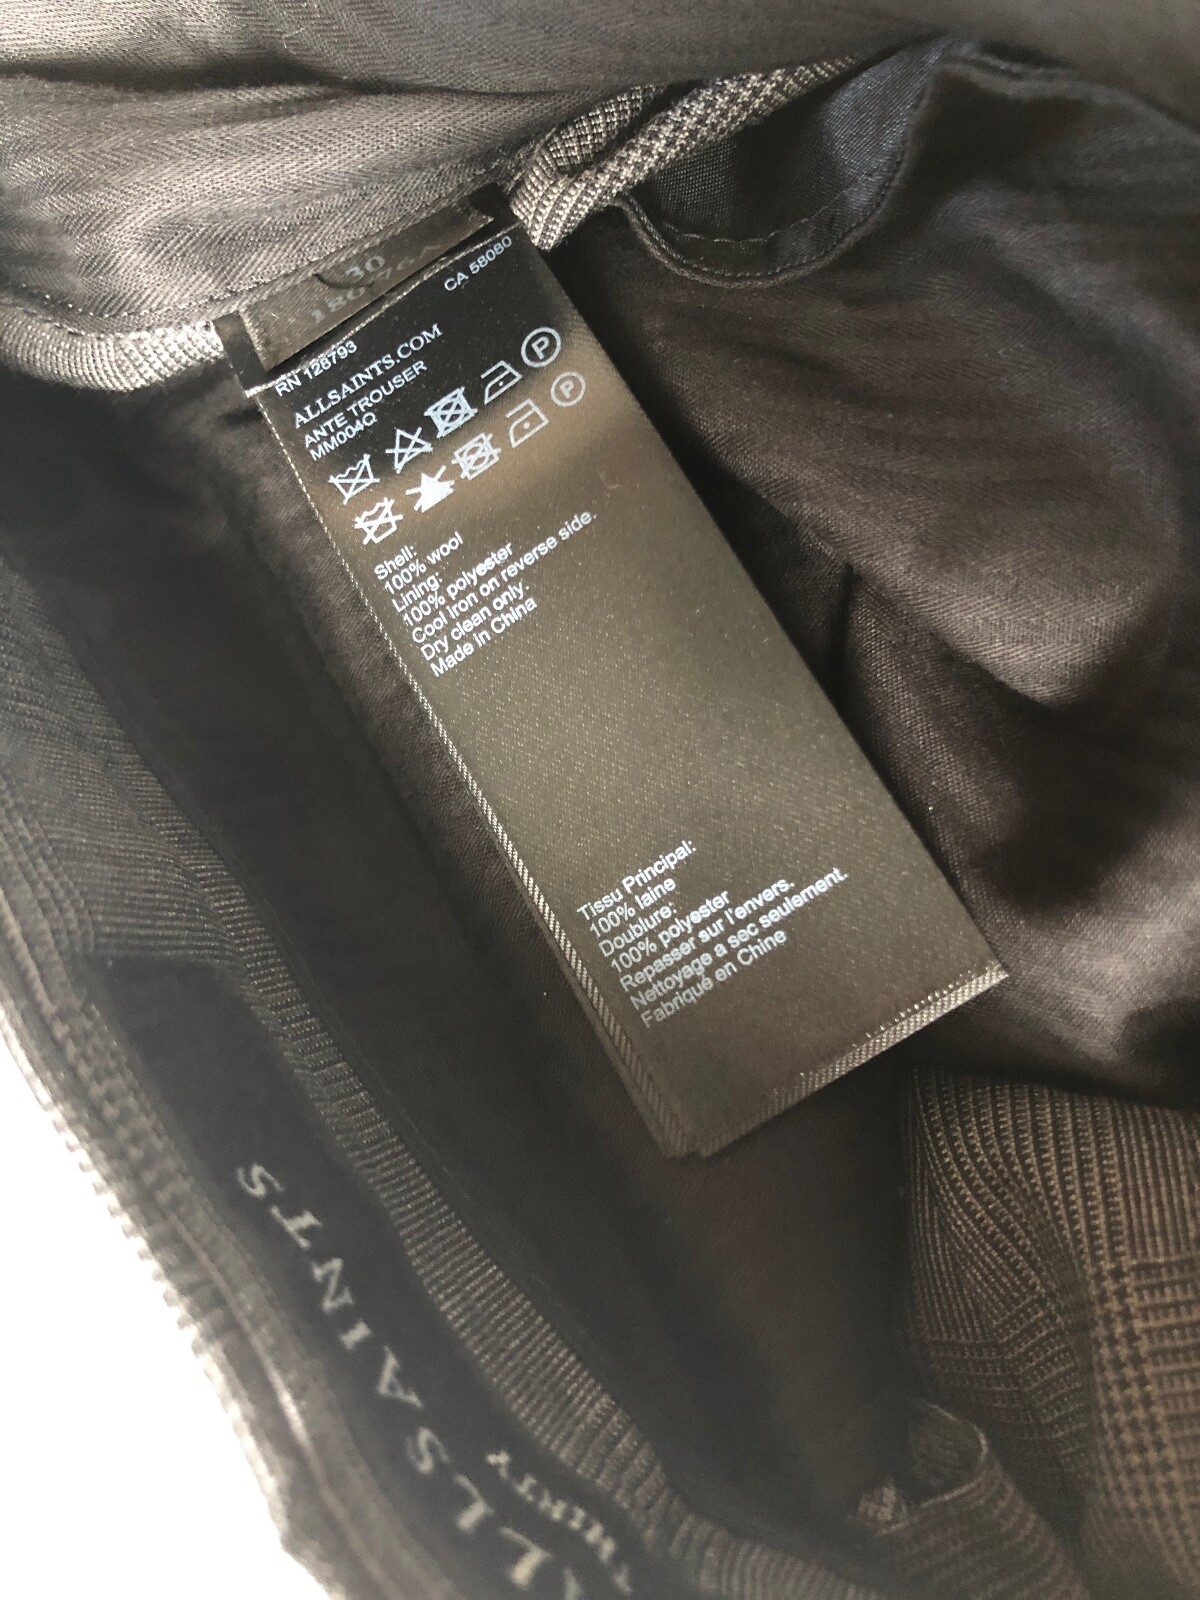 30
CA 58080
RN 128793
ALLSAINTS.COM
ANTE TROUSER
MM004Q
P
P
Shell:
100% wool
Lining:
100% polyester
Cool iron on reverse side.
Dry clean only.
Made in China
Tissu Principal:
100% laine
Doublure:
100% polyester
Repasser sur l'envers.
Nettoyage a sec seulement.
Fabriqué en Chine
ALLSAINTS
THIRTY